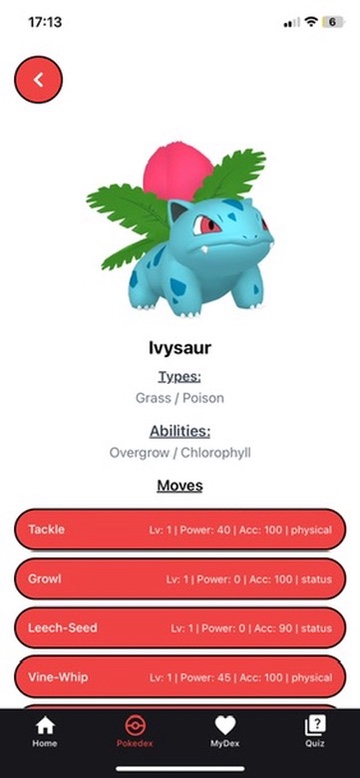 17:13
6
Ivysaur
Types:
Grass / Poison
Abilities:
Overgrow / Chlorophyll
Moves
Tackle Lv: 1 | Power: 40 | Acc: 100 | physical
Growl Lv: 1 | Power: 0 | Acc: 100 | status
Leech-Seed Lv: 1 | Power: 0 | Acc: 90 | status
Vine-Whip Lv: 1 | Power: 45 | Acc: 100 | physical
Home Pokedex MyDex Quiz